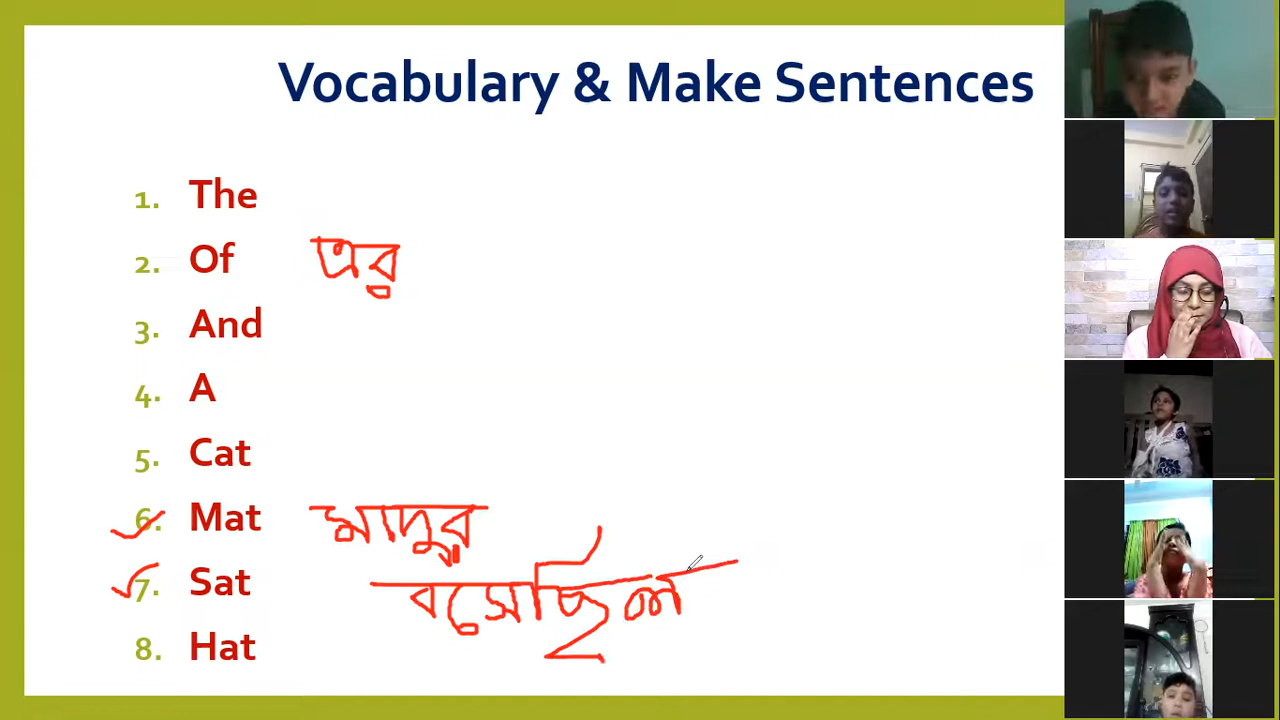 Vocabulary & Make Sentences
1. The
2. Of এর
3. And
4. A
5. Cat
6. Mat মাদুর
7. Sat বসেছিল
8. Hat